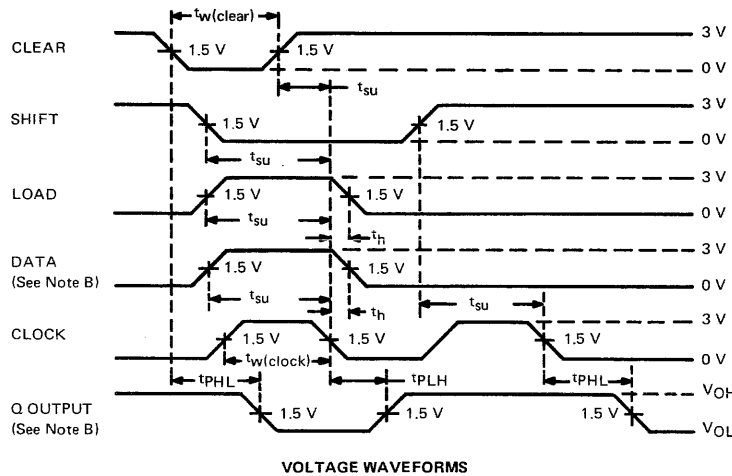 tw(clear)
CLEAR
1.5 V
1.5 V
3 V
0 V
tsu
SHIFT
1.5 V
1.5 V
3 V
0 V
tsu
LOAD
1.5 V
1.5 V
3 V
0 V
tsu
th
DATA
(See Note B)
1.5 V
1.5 V
3 V
0 V
tsu
th
tsu
CLOCK
1.5 V
1.5 V
1.5 V
3 V
0 V
tw(clock)
tPHL
tPLH
tPHL
Q OUTPUT
(See Note B)
1.5 V
1.5 V
1.5 V
VOH
VOL
VOLTAGE WAVEFORMS